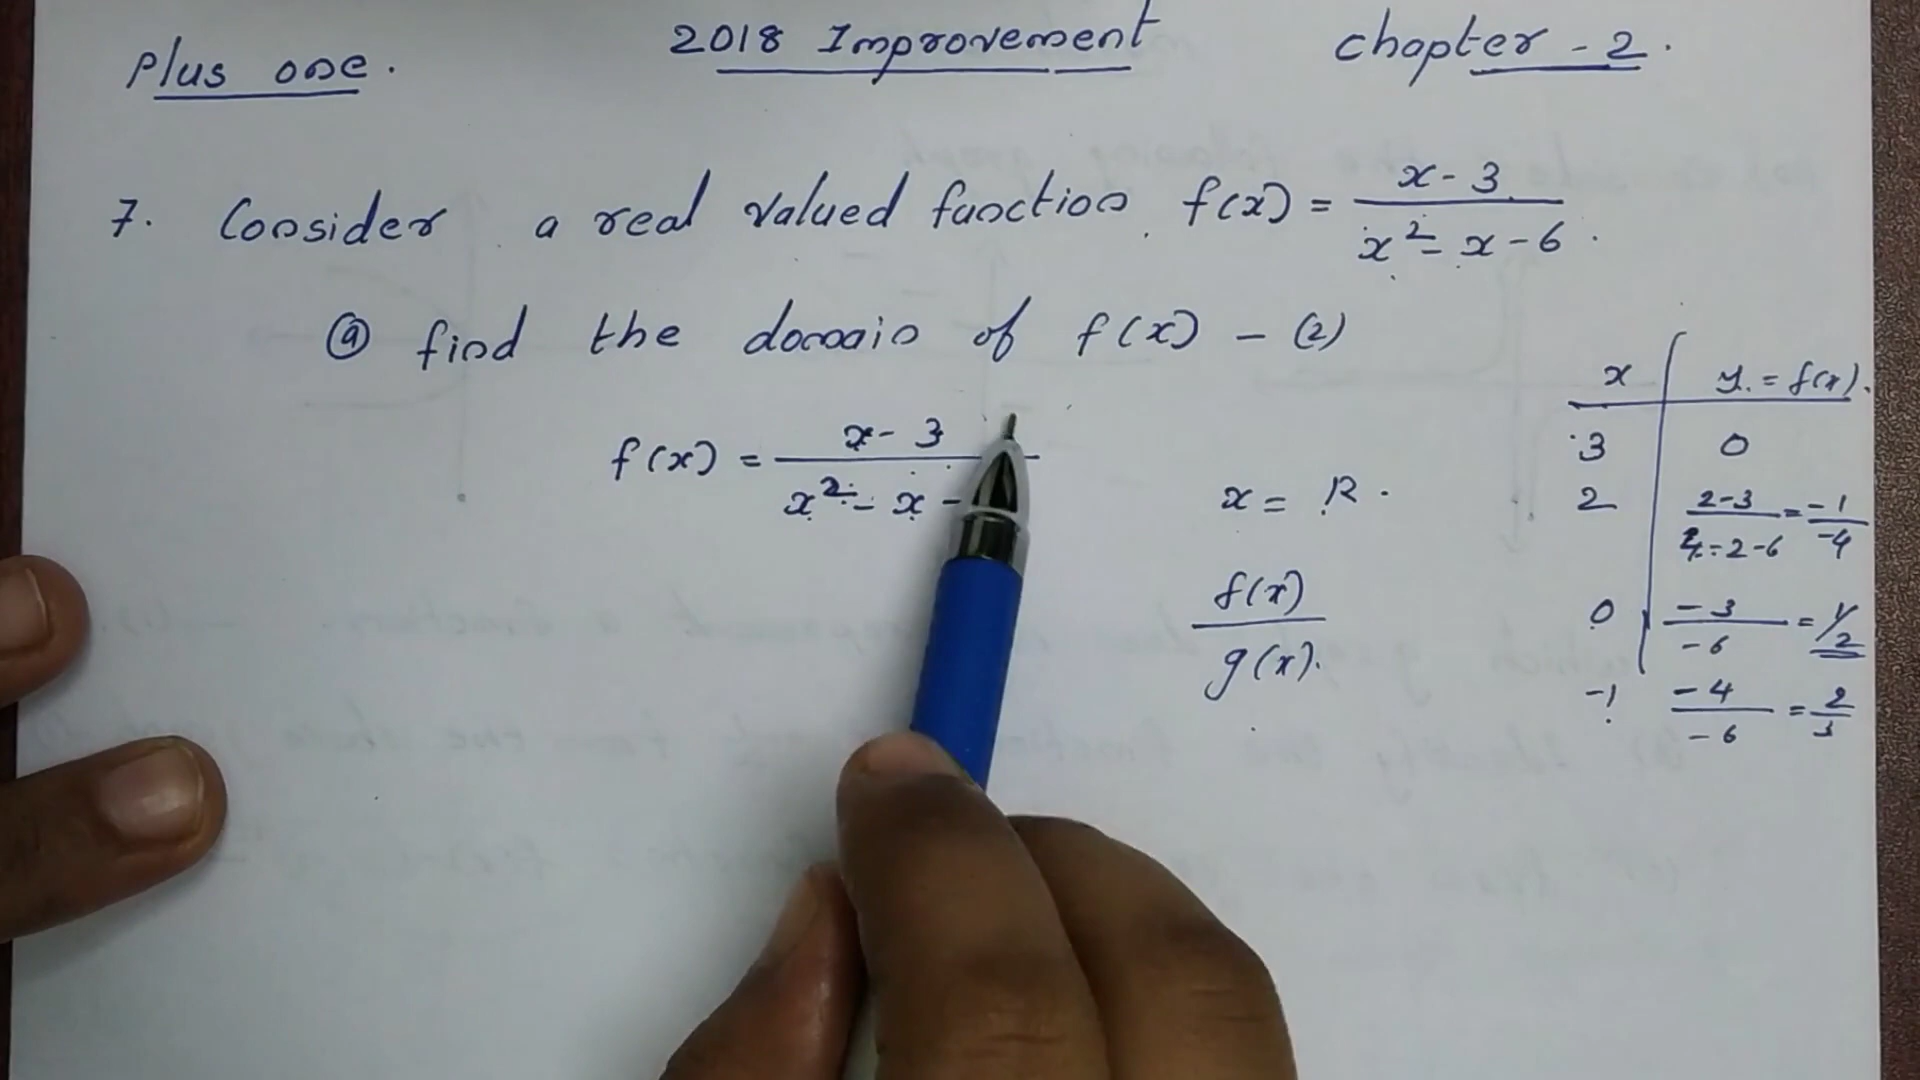 Plus one.
2018 Improvement
chapter - 2.
7. Consider a real valued function f(x) = x - 3 / x² - x - 6.
ⓐ find the domain of f(x) - (2)
f(x) = x - 3 / x² - x -
x = R.
f(x) / g(x).
x | y = f(x).
3 | 0
2 | 2-3 / 4-2-6 = -1 / -4
0 | -3 / -6 = 1/2
-1 | -4 / -6 = 2/3